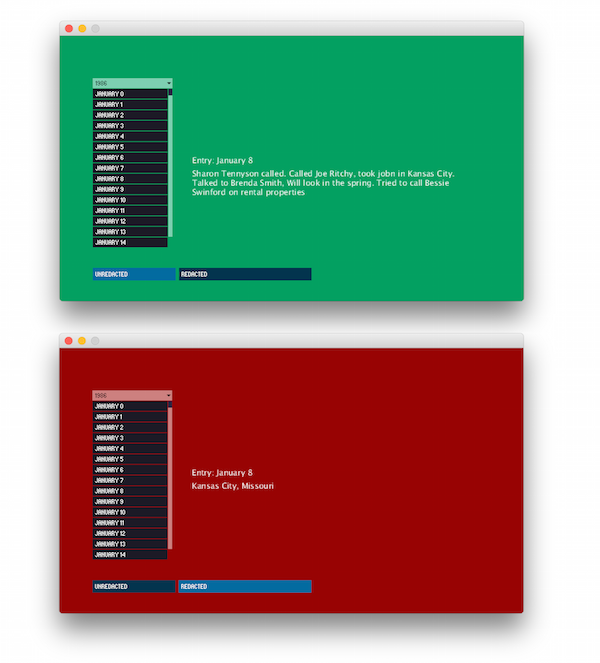 1986
JANUARY 0
JANUARY 1
JANUARY 2
JANUARY 3
JANUARY 4
JANUARY 5
JANUARY 6
JANUARY 7
JANUARY 8
JANUARY 9
JANUARY 10
JANUARY 11
JANUARY 12
JANUARY 13
JANUARY 14
Entry: January 8
Sharon Tennyson called. Called Joe Ritchy, took jobn in Kansas City.
Talked to Brenda Smith, Will look in the spring. Tried to call Bessie
Swinford on rental properties
UNREDACTED
REDACTED
1986
JANUARY 0
JANUARY 1
JANUARY 2
JANUARY 3
JANUARY 4
JANUARY 5
JANUARY 6
JANUARY 7
JANUARY 8
JANUARY 9
JANUARY 10
JANUARY 11
JANUARY 12
JANUARY 13
JANUARY 14
Entry: January 8
Kansas City, Missouri
UNREDACTED
REDACTED